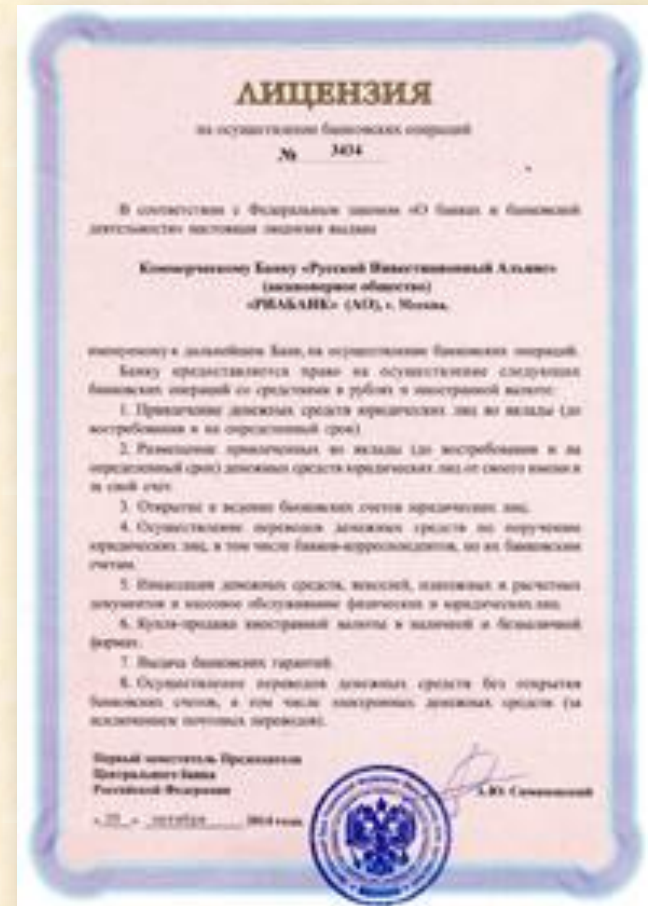 ЛИЦЕНЗИЯ
на осуществление банковских операций
№ 3434
В соответствии с Федеральным законом «О банках и банковской
деятельности» настоящая лицензия выдана
Коммерческому Банку «Русский Инвестиционный Альянс»
(акционерное общество)
«РИАБАНК» (АО), г. Москва,
именуемому в дальнейшем Банк, на осуществление банковских операций.
Банку предоставляется право на осуществление следующих
банковских операций со средствами в рублях и иностранной валюте:
1. Привлечение денежных средств юридических лиц во вклады (до
востребования и на определенный срок)
2. Размещение привлеченных во вклады (до востребования и на
определенный срок) денежных средств юридических лиц от своего имени и
за свой счет.
3. Открытие и ведение банковских счетов юридических лиц.
4. Осуществление переводов денежных средств по поручению
юридических лиц, в том числе банков-корреспондентов, по их банковским
счетам.
5. Инкассация денежных средств, векселей, платежных и расчетных
документов и кассовое обслуживание физических и юридических лиц.
6. Купля-продажа иностранной валюты в наличной и безналичной
формах.
7. Выдача банковских гарантий.
8. Осуществление переводов денежных средств без открытия
банковских счетов, в том числе электронных денежных средств (за
исключением почтовых переводов).
Первый заместитель Председателя
Центрального банка
Российской Федерации
А.Ю. Симановский
октября 2014 года